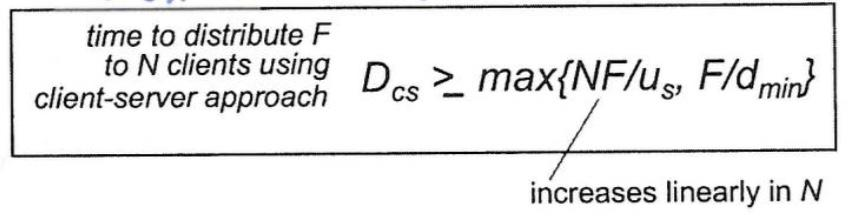 time to distribute F
to N clients using
client-server approach
D_cs ≥ max{NF/u_s, F/d_min}
increases linearly in N